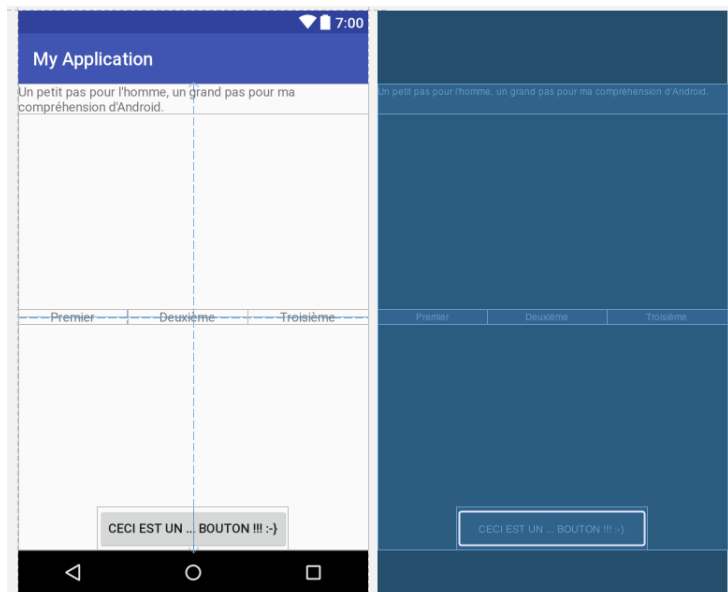 7:00
My Application
Un petit pas pour l'homme, un grand pas pour ma
compréhension d'Android.
Premier Deuxième Troisième
CECI EST UN ... BOUTON !!! :-}
Un petit pas pour l'homme, un grand pas pour ma compréhension d'Android.
Premier Deuxième Troisième
CECI EST UN ... BOUTON !!! :-}